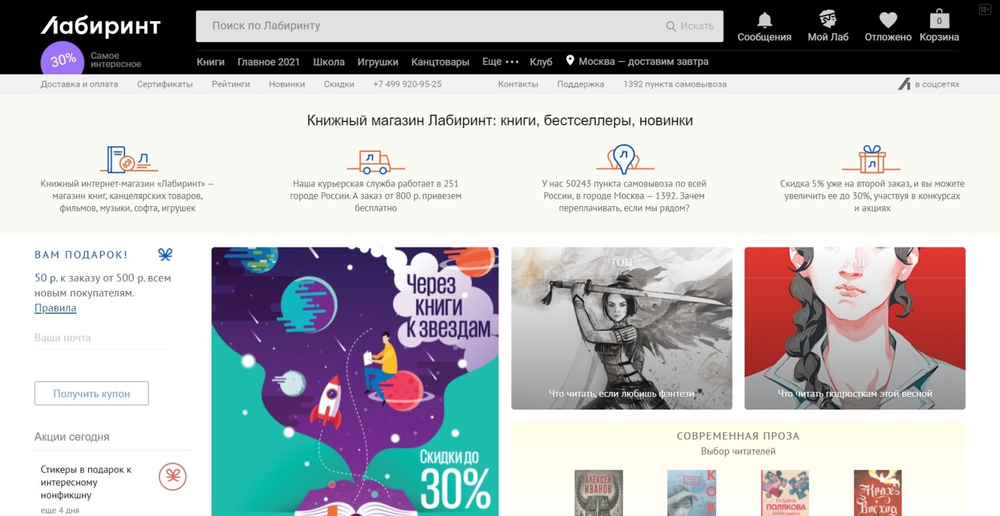 Лабиринт
Поиск по Лабиринту
Искать
Сообщения
Мой Лаб
Отложено
0
Корзина
18+
30%
Самое
интересное
Книги Главное 2021 Школа Игрушки Канцтовары Еще ••• Клуб Москва — доставим завтра
Доставка и оплата Сертификаты Рейтинги Новинки Скидки +7 499 920-95-25 Контакты Поддержка 1392 пункта самовывоза в соцсетях
Книжный магазин Лабиринт: книги, бестселлеры, новинки
Л
Книжный интернет-магазин «Лабиринт» —
магазин книг, канцелярских товаров,
фильмов, музыки, софта, игрушек
Л
Наша курьерская служба работает в 251
городе России. А заказ от 800 р. привезем
бесплатно
Л
У нас 50243 пункта самовывоза по всей
России, в городе Москва — 1392. Зачем
переплачивать, если мы рядом?
Л
Скидка 5% уже на второй заказ, и вы можете
увеличить ее до 30%, участвуя в конкурсах
и акциях
ВАМ ПОДАРОК!
50 р. к заказу от 500 р. всем
новым покупателям.
Правила
Ваша почта
Получить купон
Акции сегодня
Стикеры в подарок к
интересному
нонфикшну
еще 4 дня
Через
книги
к звездам
Скидки до
30%
ТОП
Что читать, если любишь фэнтези
ГИД
Что читать подросткам этой весной
СОВРЕМЕННАЯ ПРОЗА
Выбор читателей
АЛЕКСЕЙ
ИВАНОВ
К
О
К
ТАТЬЯНА
ПОЛЯКОВА
Крах
и
Восход